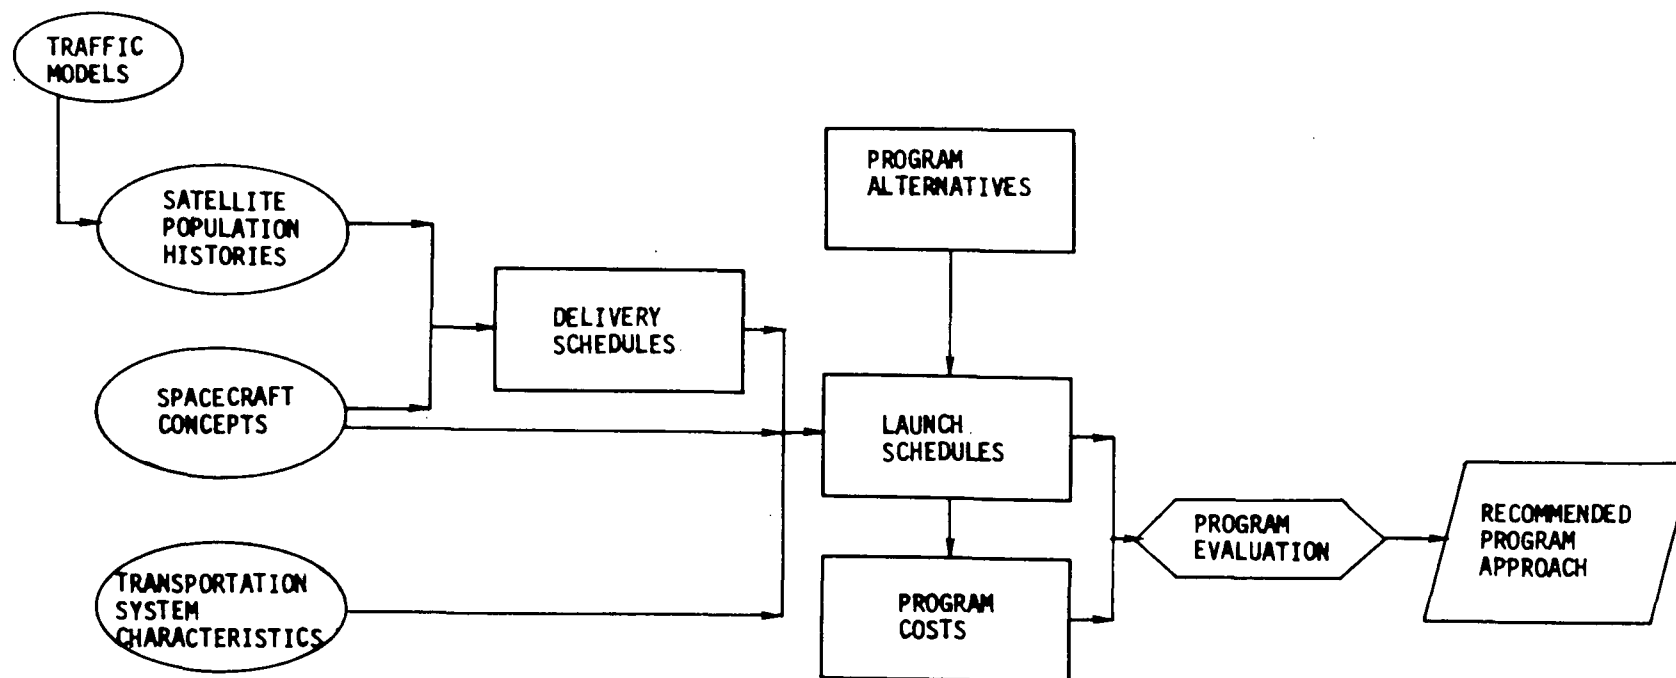 TRAFFIC
MODELS
SATELLITE
POPULATION
HISTORIES
SPACECRAFT
CONCEPTS
TRANSPORTATION
SYSTEM
CHARACTERISTICS
DELIVERY
SCHEDULES
PROGRAM
ALTERNATIVES
LAUNCH
SCHEDULES
PROGRAM
COSTS
PROGRAM
EVALUATION
RECOMMENDED
PROGRAM
APPROACH